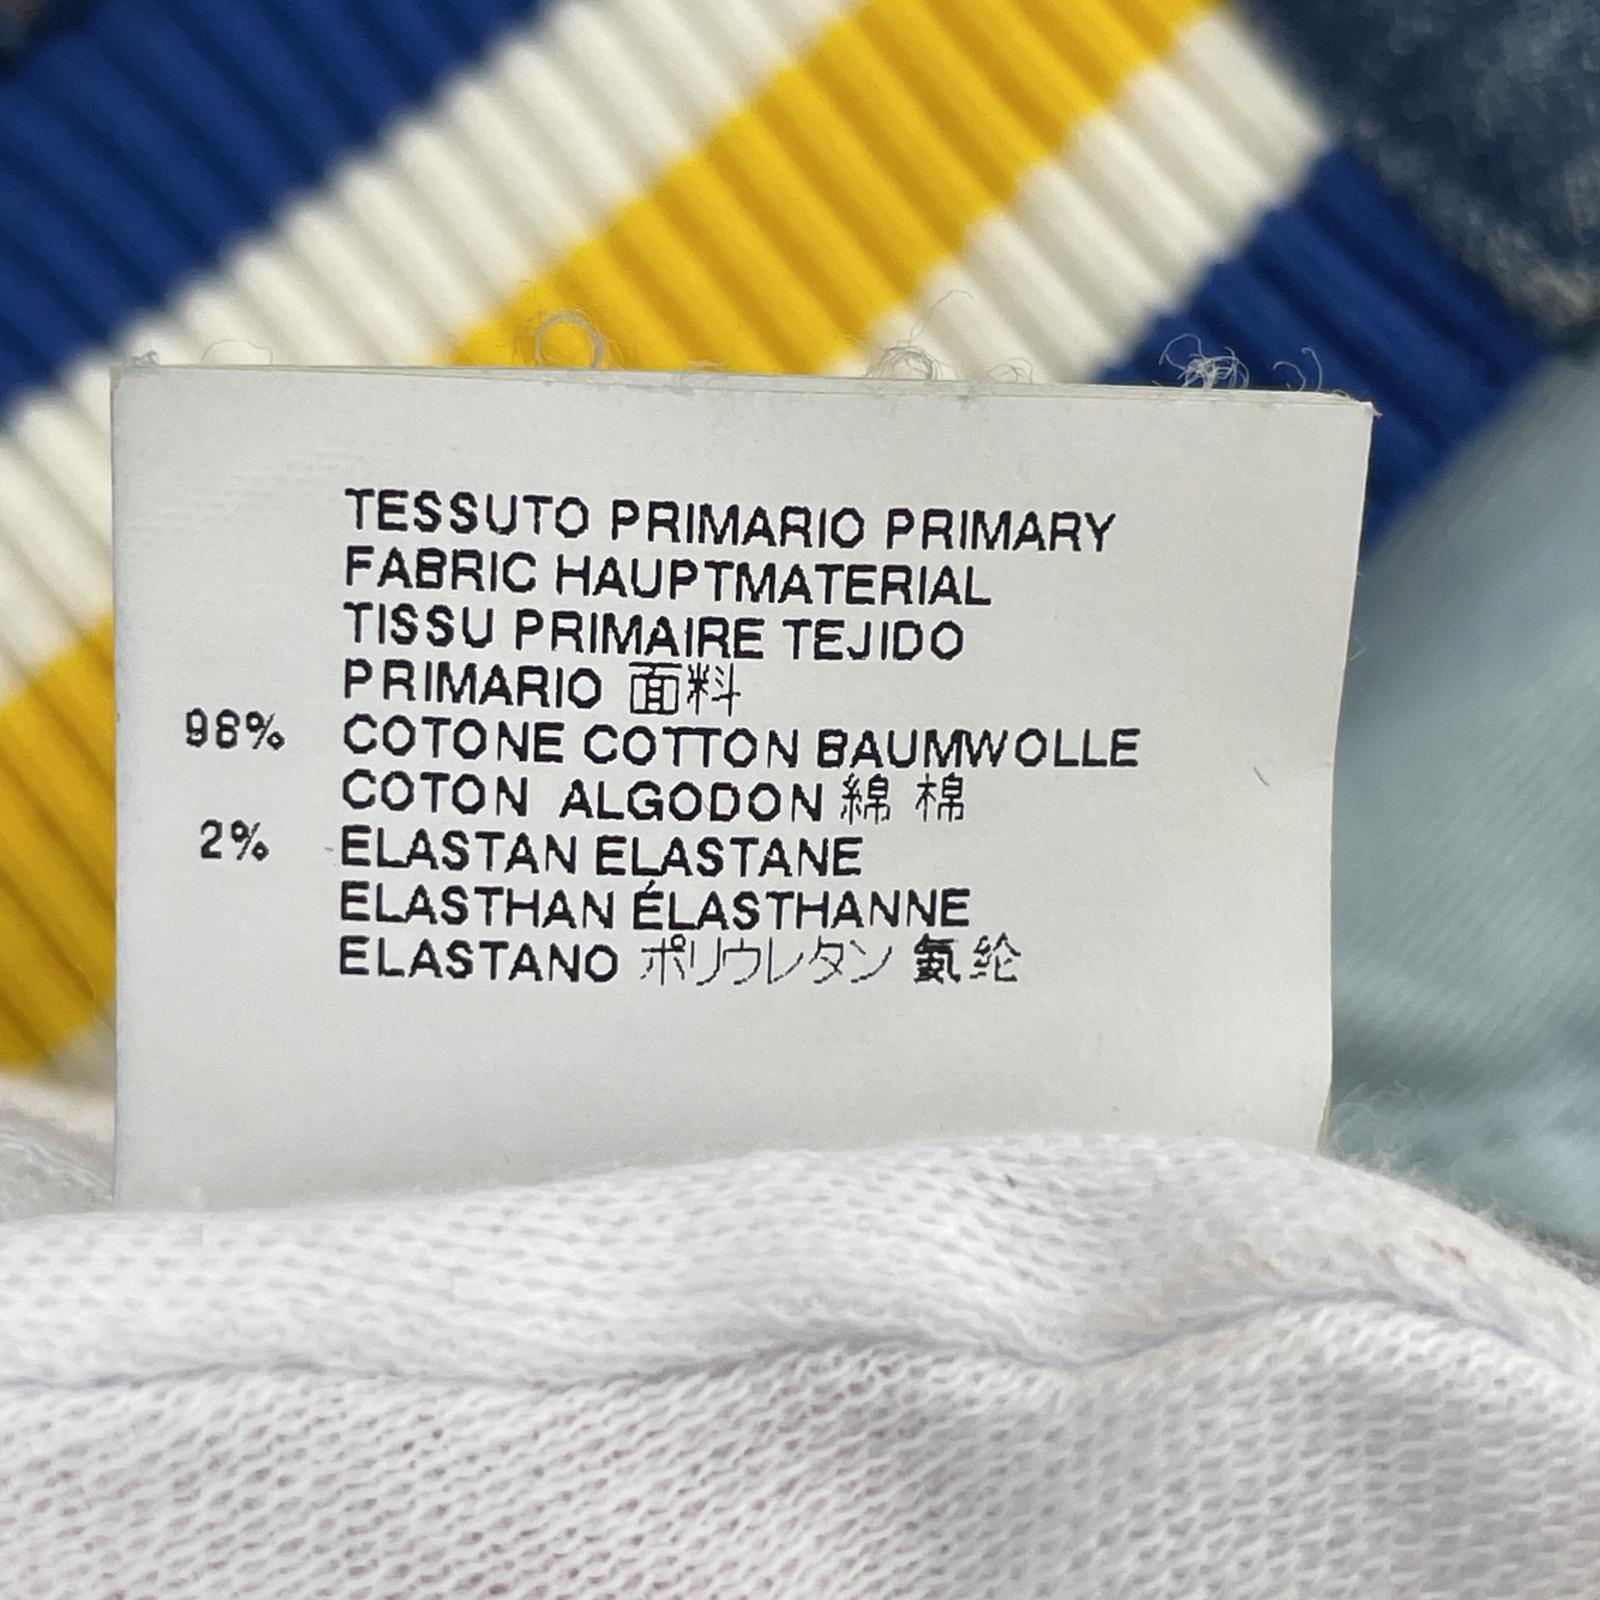 TESSUTO PRIMARIO PRIMARY
FABRIC HAUPTMATERIAL
TISSU PRIMAIRE TEJIDO
PRIMARIO 面料
98% COTONE COTTON BAUMWOLLE
COTON ALGODON 綿 棉
2% ELASTAN ELASTANE
ELASTHAN ÉLASTHANNE
ELASTANO ポリウレタン 氨纶